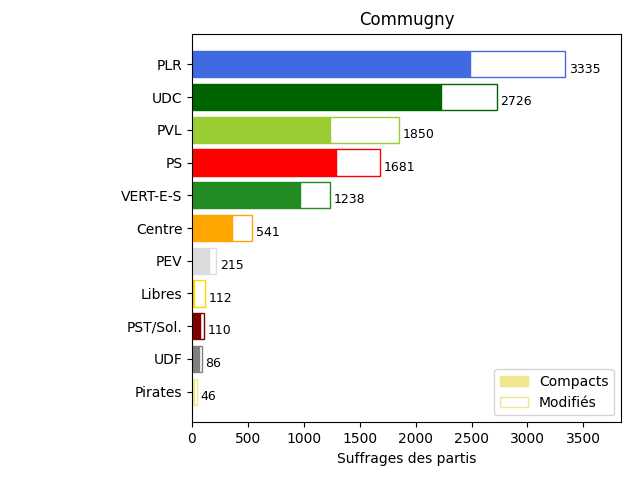 Commugny
PLR 3335
UDC 2726
PVL 1850
PS 1681
VERT-E-S 1238
Centre 541
PEV 215
Libres 112
PST/Sol. 110
UDF 86
Pirates 46
Compacts
Modifiés
0 500 1000 1500 2000 2500 3000 3500
Suffrages des partis